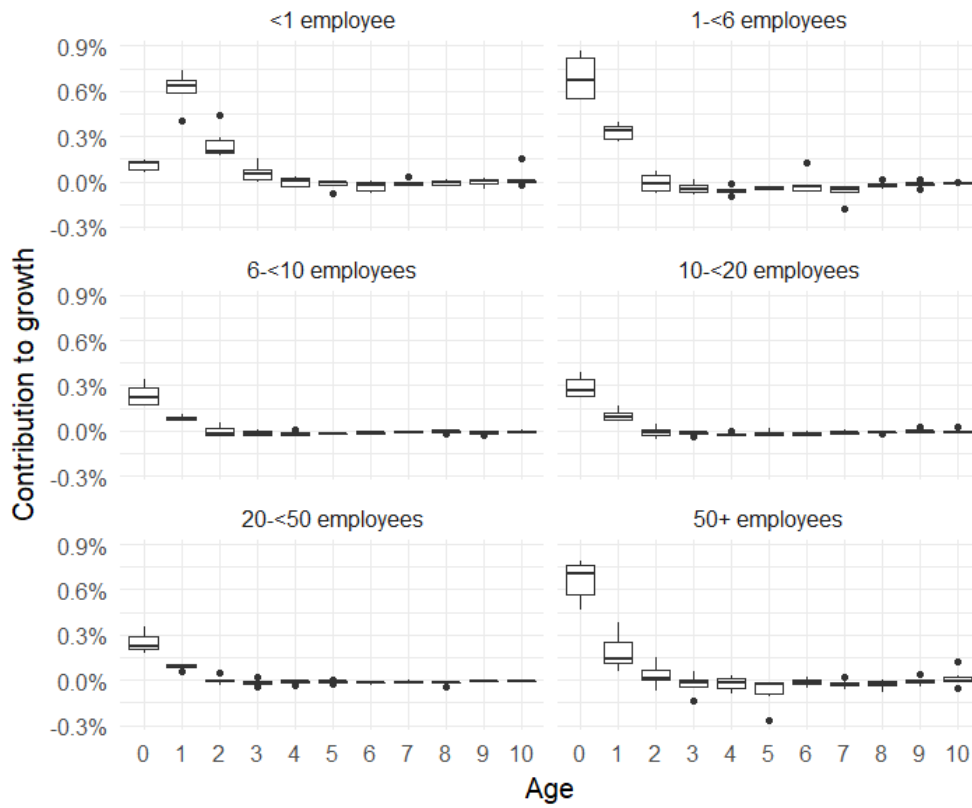 <1 employee
1-<6 employees
0.9%
0.6%
0.3%
0.0%
-0.3%
6-<10 employees
10-<20 employees
0.9%
0.6%
0.3%
0.0%
-0.3%
20-<50 employees
50+ employees
0.9%
0.6%
0.3%
0.0%
-0.3%
Contribution to growth
0 1 2 3 4 5 6 7 8 9 10
0 1 2 3 4 5 6 7 8 9 10
Age